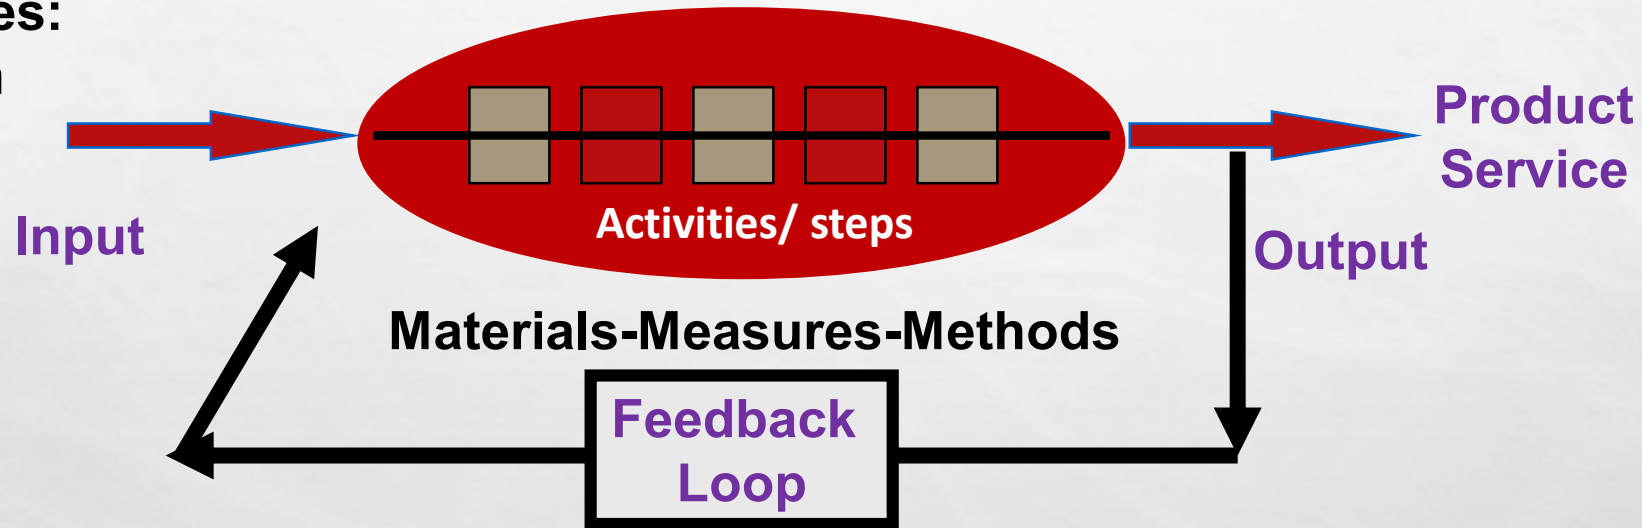 es:
Product
Service
Activities/ steps
Input
Output
Materials-Measures-Methods
Feedback
Loop